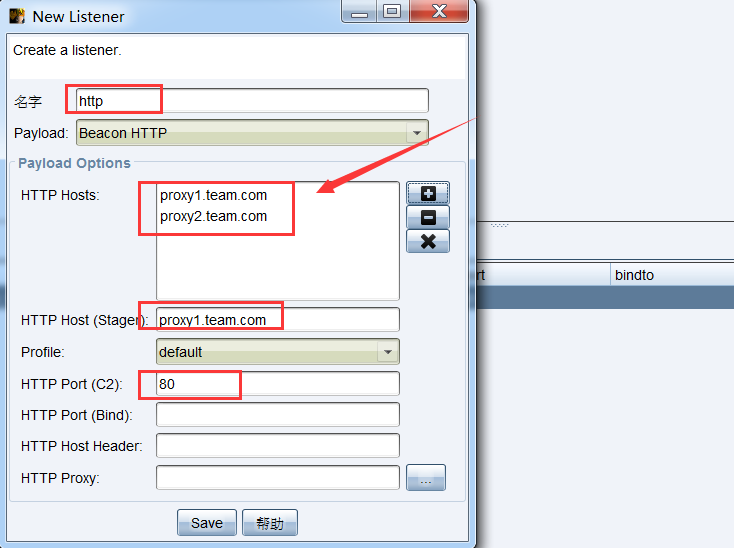 New Listener
Create a listener.
名字 http
Payload: Beacon HTTP
Payload Options
HTTP Hosts: proxy1.team.com
proxy2.team.com
rt bindto
HTTP Host (Stager): proxy1.team.com
Profile: default
HTTP Port (C2): 80
HTTP Port (Bind):
HTTP Host Header:
HTTP Proxy: ...
Save 帮助